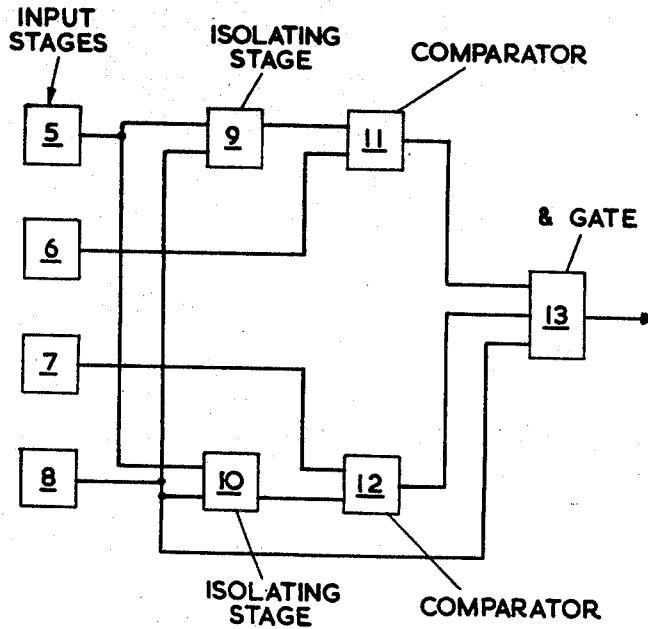 INPUT
STAGES
ISOLATING
STAGE
COMPARATOR
5
9
11
6
& GATE
13
7
8
10
12
ISOLATING
STAGE
COMPARATOR